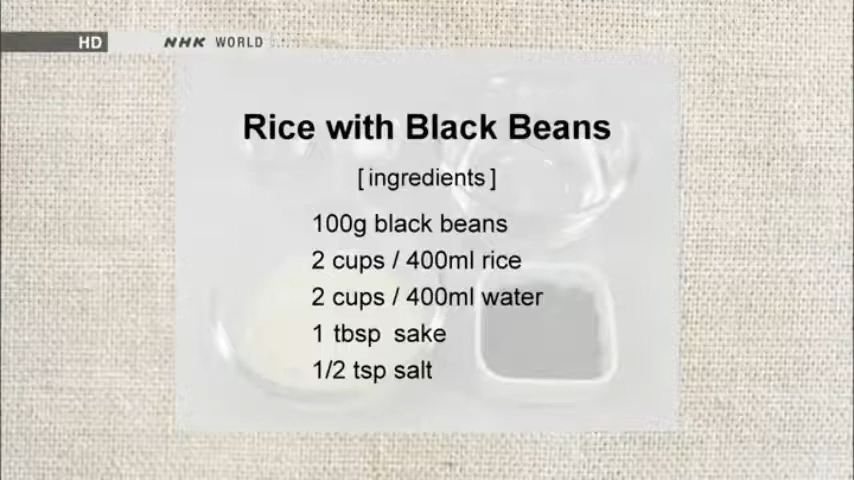 HD
NHK WORLD
Rice with Black Beans
[ingredients]
100g black beans
2 cups / 400ml rice
2 cups / 400ml water
1 tbsp sake
1/2 tsp salt